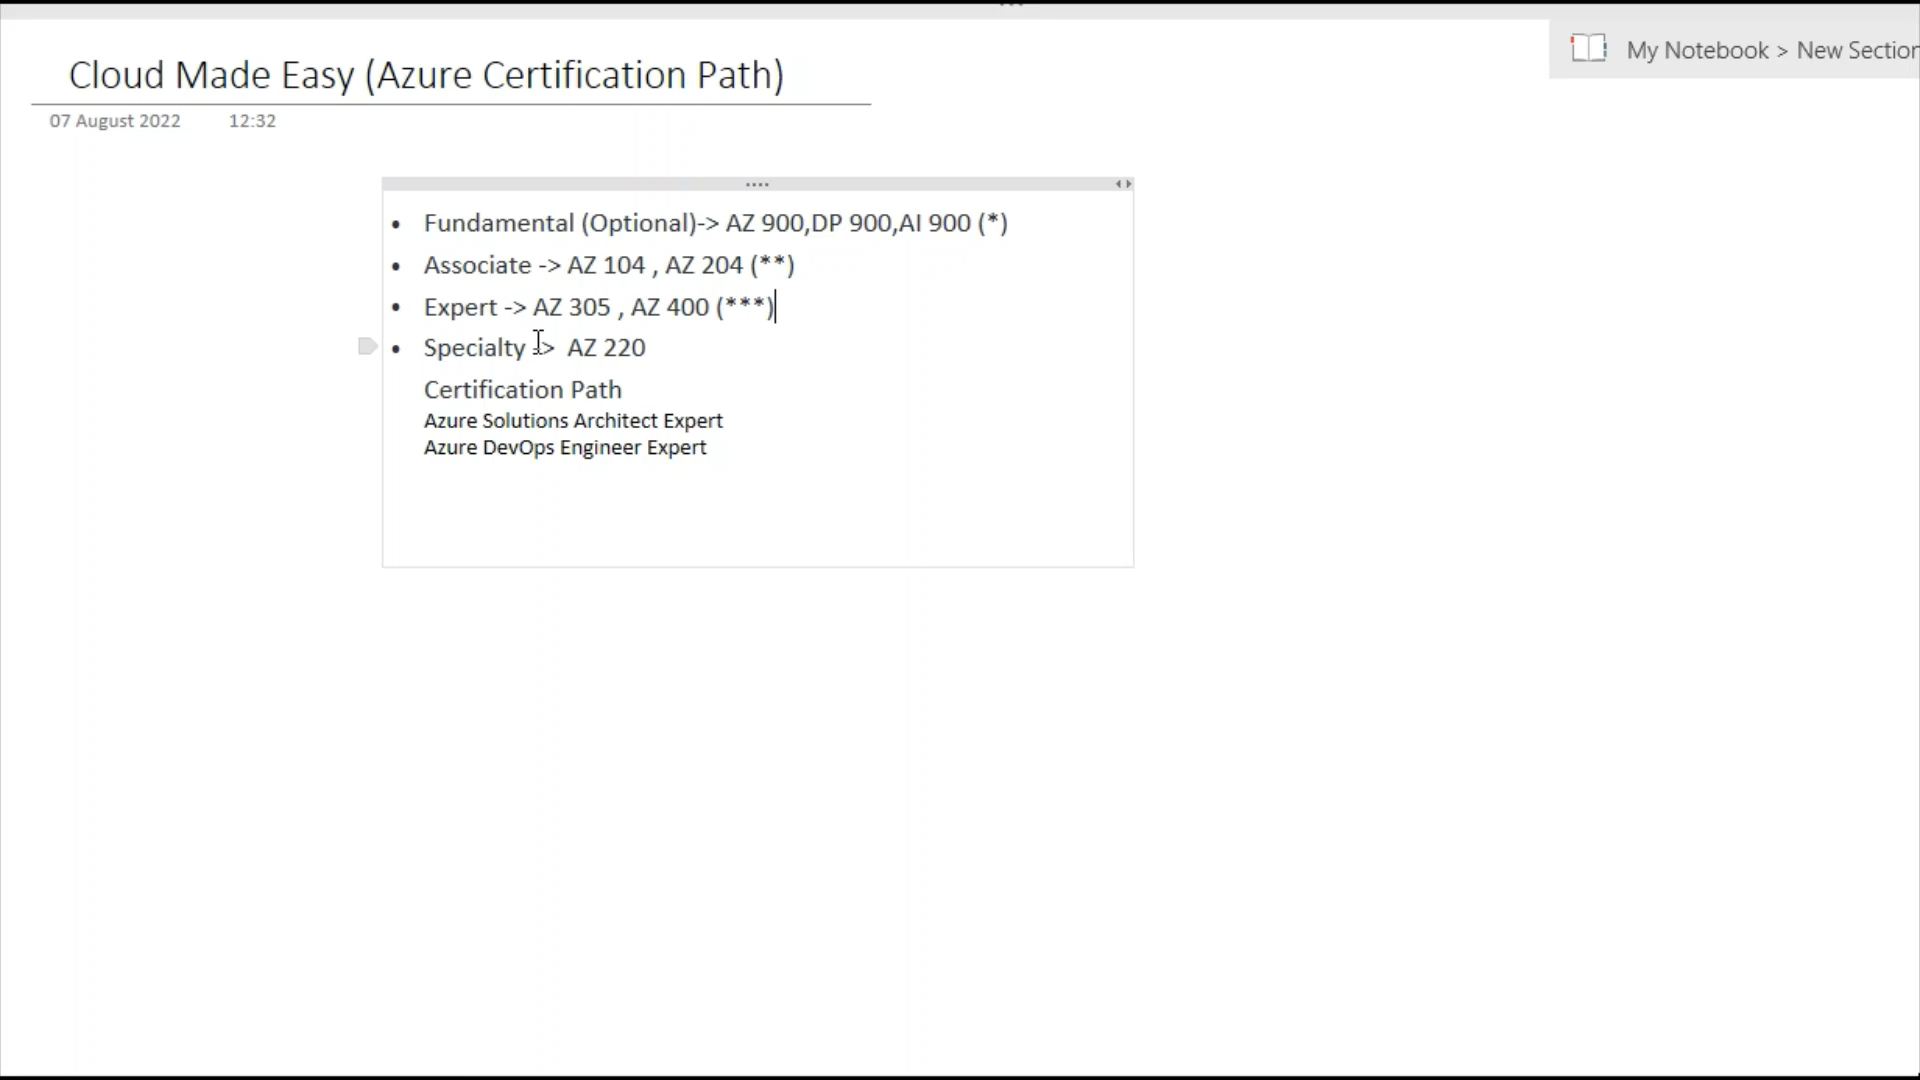 My Notebook > New Section
Cloud Made Easy (Azure Certification Path)
07 August 2022 12:32
• Fundamental (Optional)-> AZ 900,DP 900,AI 900 (*)
• Associate -> AZ 104 , AZ 204 (**)
• Expert -> AZ 305 , AZ 400 (***)
• Specialty -> AZ 220
Certification Path
Azure Solutions Architect Expert
Azure DevOps Engineer Expert